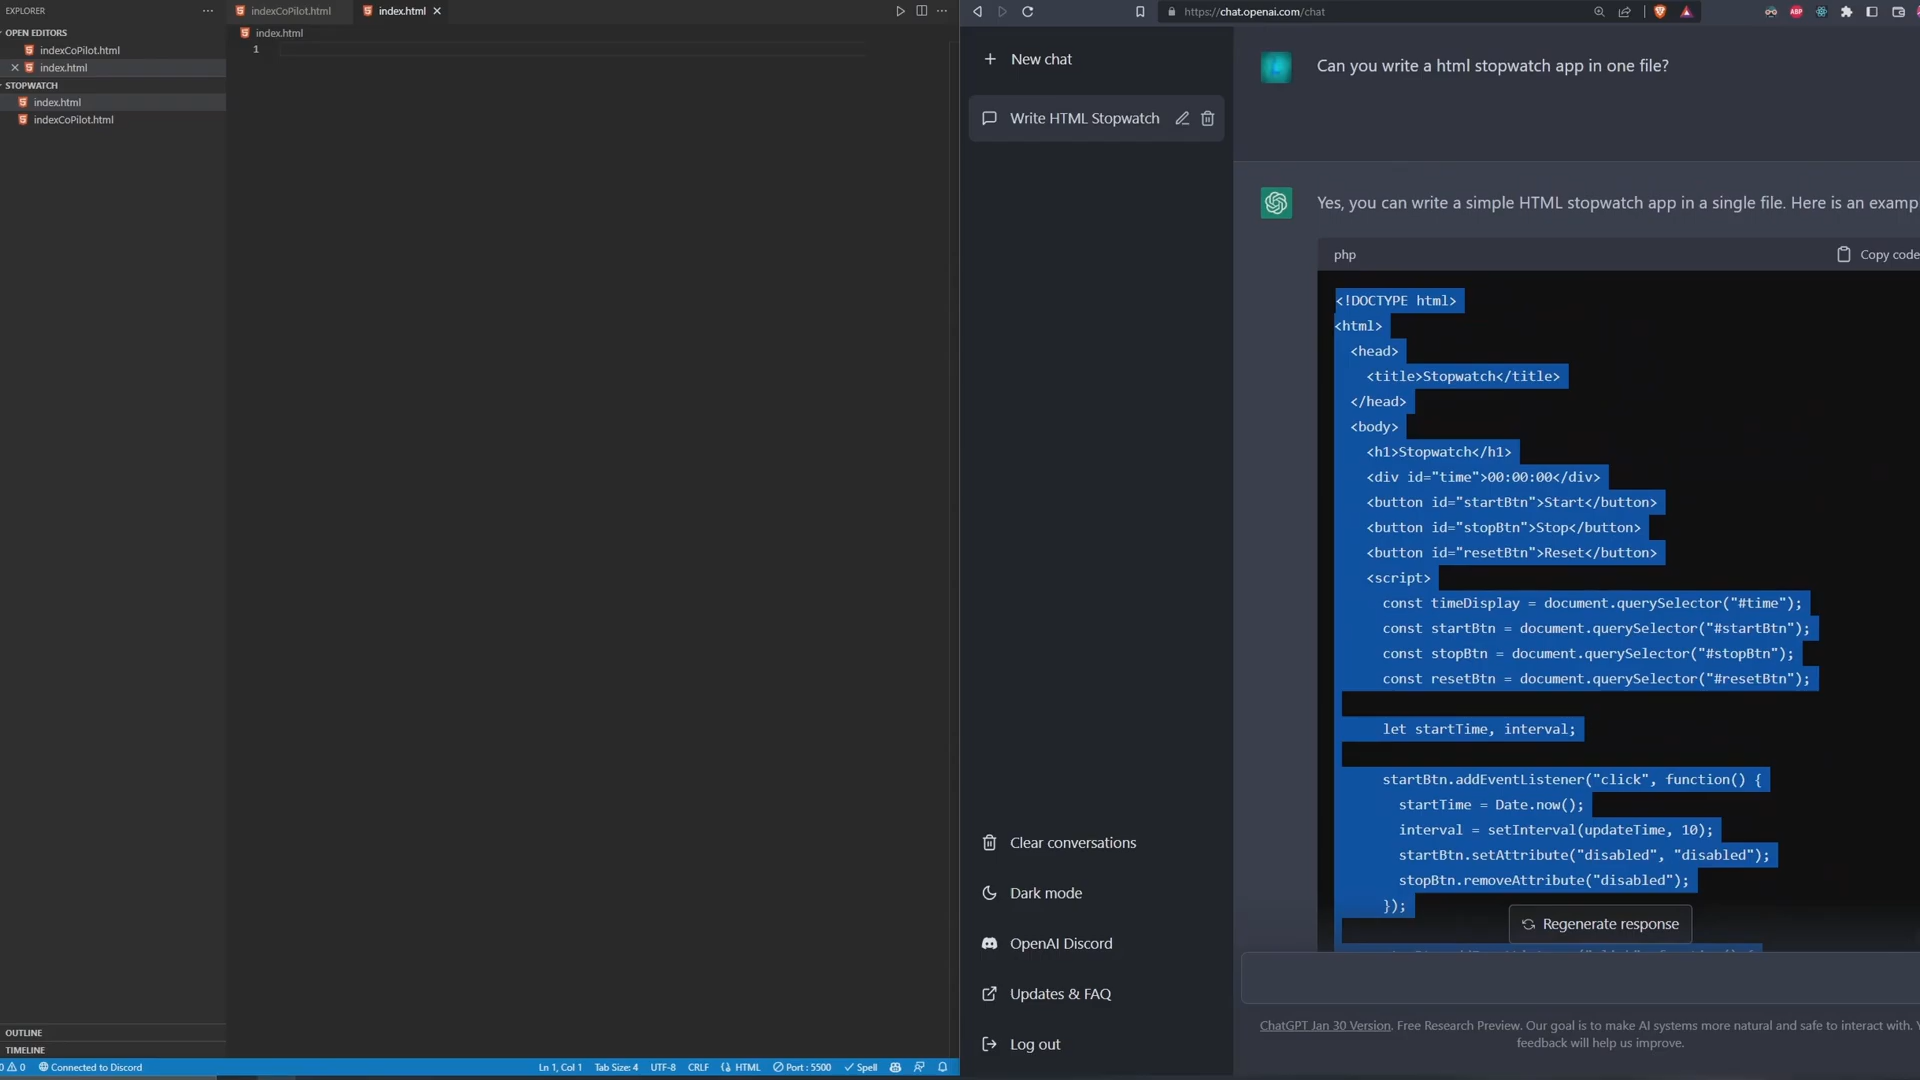 EXPLORER
OPEN EDITORS
indexCoPilot.html
index.html
STOPWATCH
index.html
indexCoPilot.html
OUTLINE
TIMELINE
indexCoPilot.html
index.html
index.html
1
0
Connected to Discord
Ln 1, Col 1
Tab Size: 4
UTF-8
CRLF
HTML
Port : 5500
Spell
https://chat.openai.com/chat
ABP
New chat
Write HTML Stopwatch
Clear conversations
Dark mode
OpenAI Discord
Updates & FAQ
Log out
Can you write a html stopwatch app in one file?
Yes, you can write a simple HTML stopwatch app in a single file. Here is an examp
php
Copy code
<!DOCTYPE html>
<html>
<head>
<title>Stopwatch</title>
</head>
<body>
<h1>Stopwatch</h1>
<div id="time">00:00:00</div>
<button id="startBtn">Start</button>
<button id="stopBtn">Stop</button>
<button id="resetBtn">Reset</button>
<script>
const timeDisplay = document.querySelector("#time");
const startBtn = document.querySelector("#startBtn");
const stopBtn = document.querySelector("#stopBtn");
const resetBtn = document.querySelector("#resetBtn");
let startTime, interval;
startBtn.addEventListener("click", function() {
startTime = Date.now();
interval = setInterval(updateTime, 10);
startBtn.setAttribute("disabled", "disabled");
stopBtn.removeAttribute("disabled");
});
Regenerate response
ChatGPT Jan 30 Version. Free Research Preview. Our goal is to make AI systems more natural and safe to interact with.
feedback will help us improve.